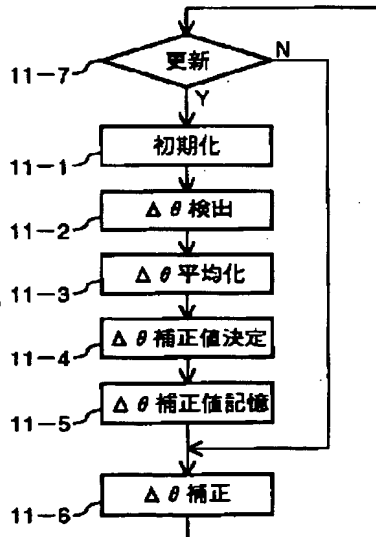 更新
N
11-7
Y
初期化
11-1
Δθ検出
11-2
Δθ平均化
11-3
Δθ補正値決定
11-4
Δθ補正値記憶
11-5
Δθ補正
11-6